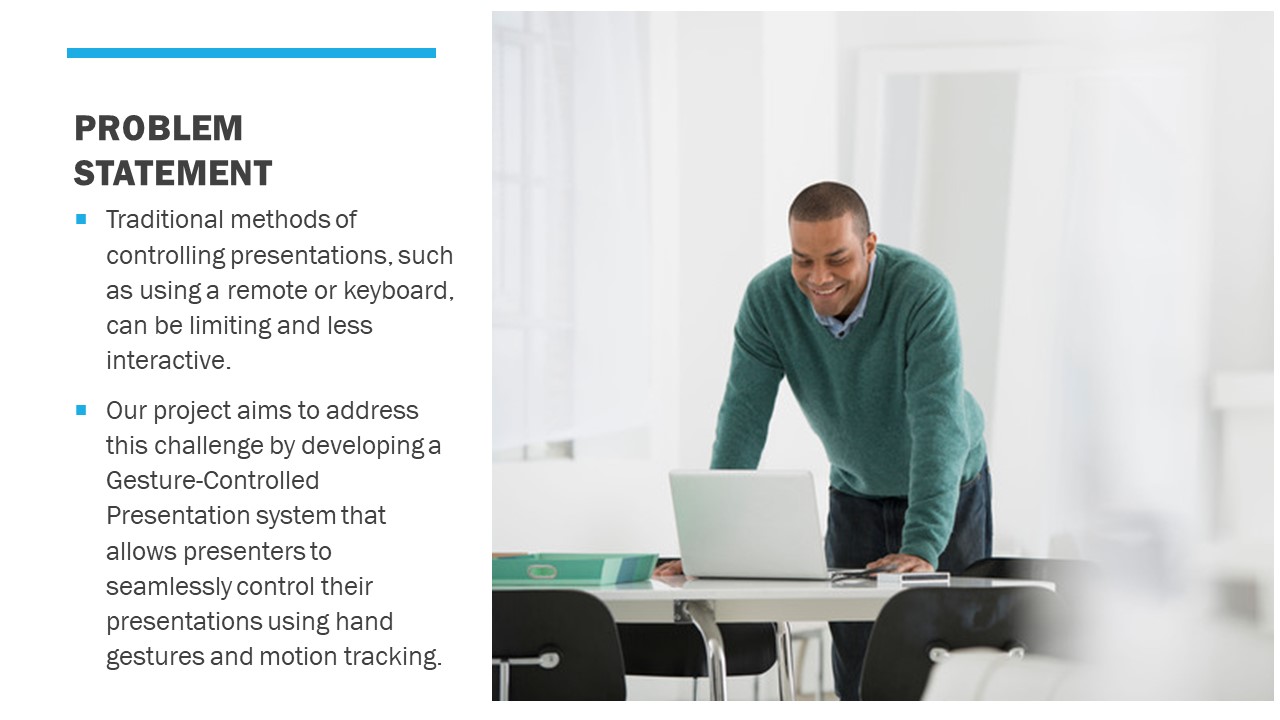 PROBLEM
STATEMENT
Traditional methods of
controlling presentations, such
as using a remote or keyboard,
can be limiting and less
interactive.
Our project aims to address
this challenge by developing a
Gesture-Controlled
Presentation system that
allows presenters to
seamlessly control their
presentations using hand
gestures and motion tracking.